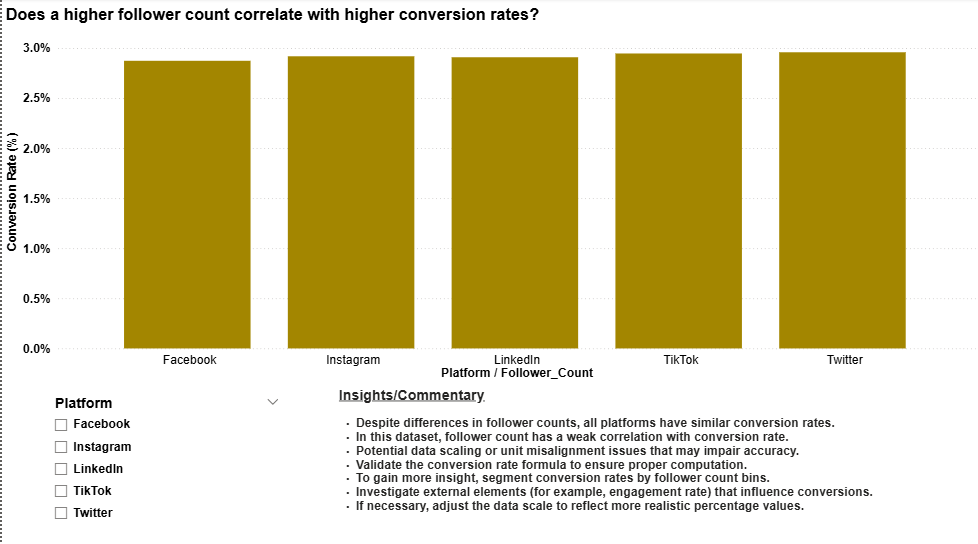 Does a higher follower count correlate with higher conversion rates?
3.0%
2.5%
2.0%
1.5%
1.0%
0.5%
0.0%
Conversion Rate (%)
Facebook Instagram LinkedIn TikTok Twitter
Platform / Follower_Count
Platform
Facebook
Instagram
LinkedIn
TikTok
Twitter
Insights/Commentary
· Despite differences in follower counts, all platforms have similar conversion rates.
· In this dataset, follower count has a weak correlation with conversion rate.
· Potential data scaling or unit misalignment issues that may impair accuracy.
· Validate the conversion rate formula to ensure proper computation.
· To gain more insight, segment conversion rates by follower count bins.
· Investigate external elements (for example, engagement rate) that influence conversions.
· If necessary, adjust the data scale to reflect more realistic percentage values.